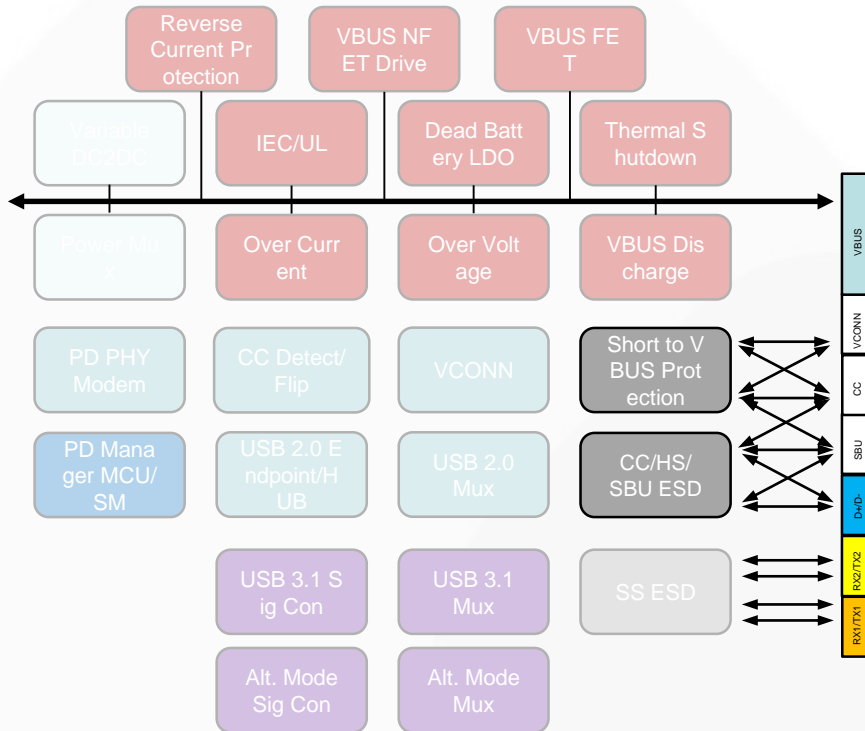 Reverse
Current Pr
otection
VBUS NF
ET Drive
VBUS FE
T
Variable
DC2DC
IEC/UL
Dead Batt
ery LDO
Thermal S
hutdown
Power Mu
x
Over Curr
ent
Over Volt
age
VBUS Dis
charge
PD PHY
Modem
CC Detect/
Flip
VCONN
Short to V
BUS Prot
ection
PD Mana
ger MCU/
SM
USB 2.0 E
ndpoint/H
UB
USB 2.0
Mux
CC/HS/
SBU ESD
USB 3.1 S
ig Con
USB 3.1
Mux
SS ESD
Alt. Mode
Sig Con
Alt. Mode
Mux
VBUS
VCONN
CC
SBU
D+/D-
RX2/TX2
RX1/TX1